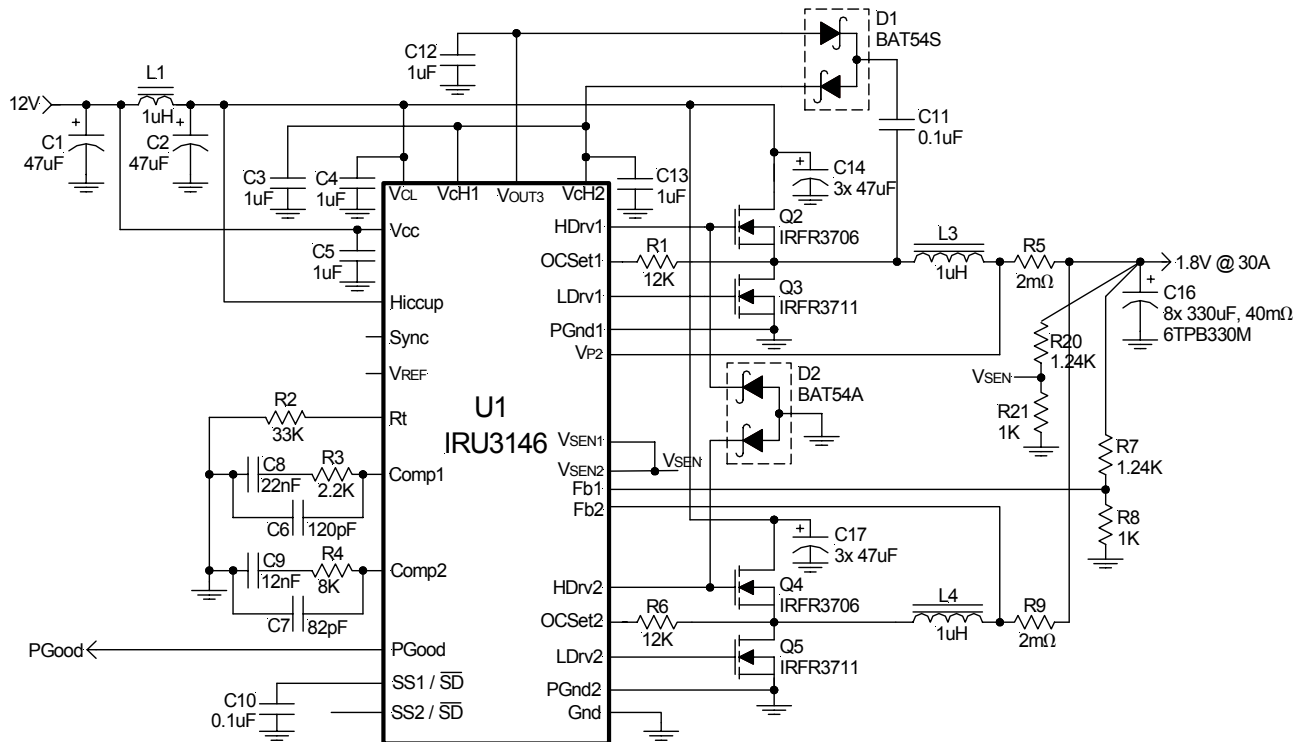 D1
BAT54S
C12
1uF
L1
12V
1uH
C1
47uF
C2
47uF
C11
0.1uF
C3
1uF
C4
1uF
C13
1uF
C14
3x 47uF
VCL
VcH1
VOUT3
VcH2
Vcc
C5
1uF
HDrv1
Q2
IRFR3706
OCSet1
R1
12K
L3
1uH
R5
2mΩ
1.8V @ 30A
Hiccup
LDrv1
Q3
IRFR3711
C16
8x 330uF, 40mΩ
6TPB330M
PGnd1
Sync
VP2
R20
1.24K
VREF
D2
BAT54A
VSEN
R21
1K
R2
33K
Rt
U1
IRU3146
VSEN1
VSEN2
VSEN
R7
1.24K
C8
22nF
R3
2.2K
Comp1
Fb1
Fb2
C6
120pF
R8
1K
C17
3x 47uF
C9
12nF
R4
8K
Comp2
HDrv2
Q4
IRFR3706
C7
82pF
OCSet2
R6
12K
L4
1uH
R9
2mΩ
PGood
PGood
LDrv2
Q5
IRFR3711
SS1 / SD
PGnd2
C10
0.1uF
SS2 / SD
Gnd